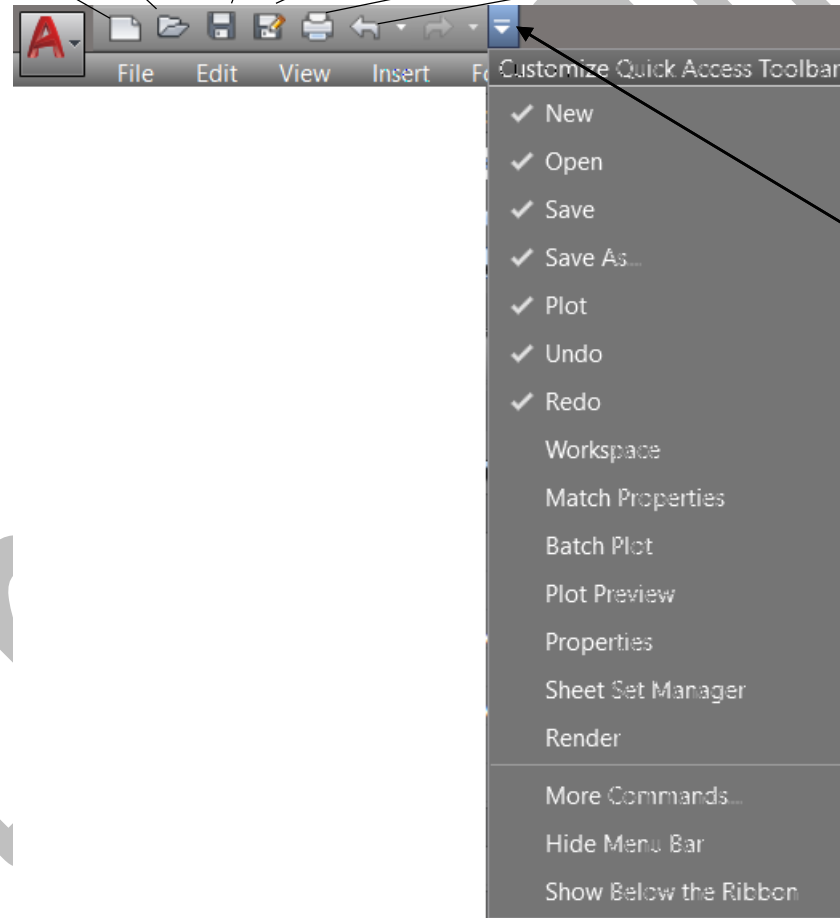 File Edit View Insert Fo
Customize Quick Access Toolbar
New
Open
Save
Save As...
Plot
Undo
Redo
Workspace
Match Properties
Batch Plot
Plot Preview
Properties
Sheet Set Manager
Render
More Commands...
Hide Menu Bar
Show Below the Ribbon